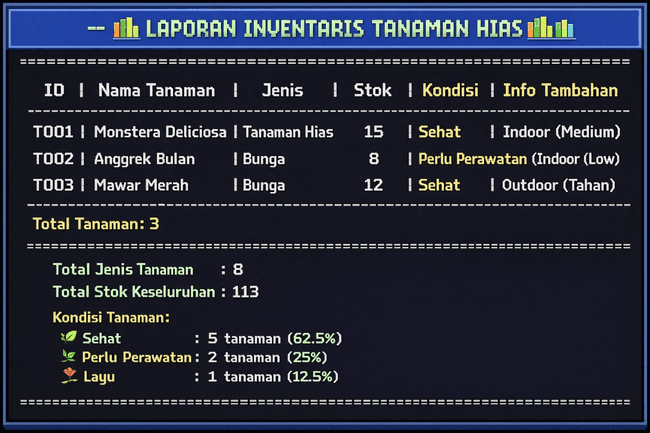 -- LAPORAN INVENTARIS TANAMAN HIAS
==========================================================================
ID | Nama Tanaman | Jenis | Stok | Kondisi | Info Tambahan
--------------------------------------------------------------------------
T001 | Monstera Deliciosa | Tanaman Hias 15 | Sehat | Indoor (Medium)
T002 | Anggrek Bulan | Bunga 8 | Perlu Perawatan (Indoor (Low)
T003 | Mawar Merah | Bunga 12 | Sehat | Outdoor (Tahan)
--------------------------------------------------------------------------
Total Tanaman: 3
==========================================================================
Total Jenis Tanaman : 8
Total Stok Keseluruhan : 113
Kondisi Tanaman:
Sehat : 5 tanaman (62.5%)
Perlu Perawatan : 2 tanaman (25%)
Layu : 1 tanaman (12.5%)
==========================================================================